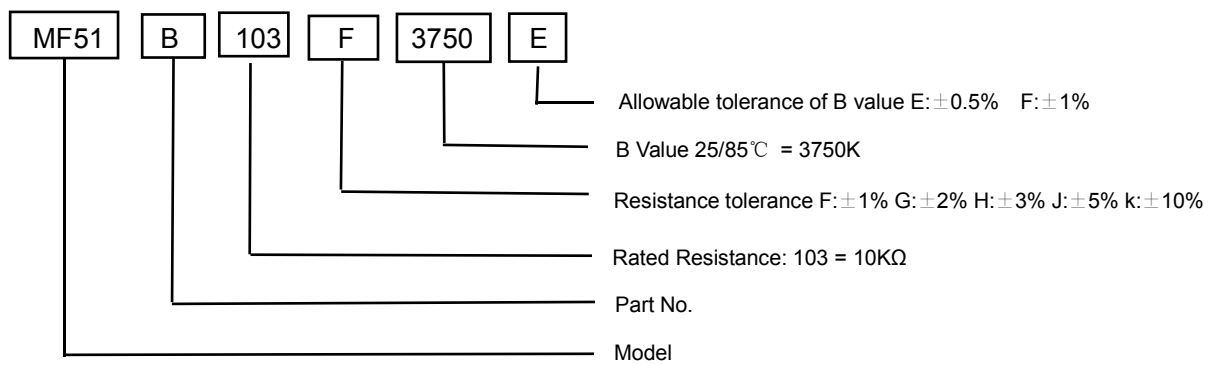 MF51 B 103 F 3750 E
Allowable tolerance of B value E:±0.5% F:±1%
B Value 25/85℃ = 3750K
Resistance tolerance F:±1% G:±2% H:±3% J:±5% k:±10%
Rated Resistance: 103 = 10KΩ
Part No.
Model